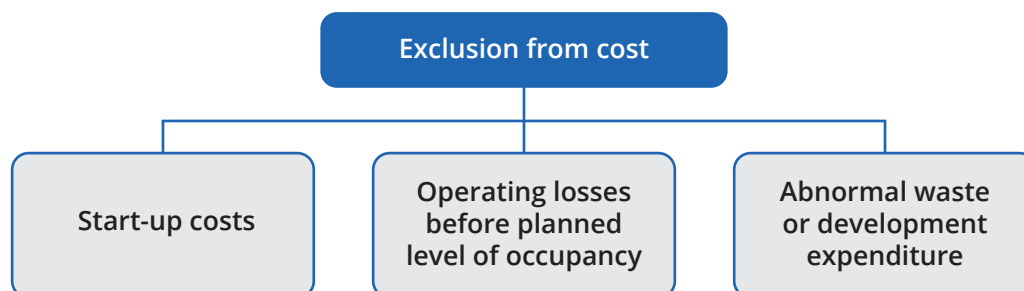 Exclusion from cost
Start-up costs
Operating losses
before planned
level of occupancy
Abnormal waste
or development
expenditure